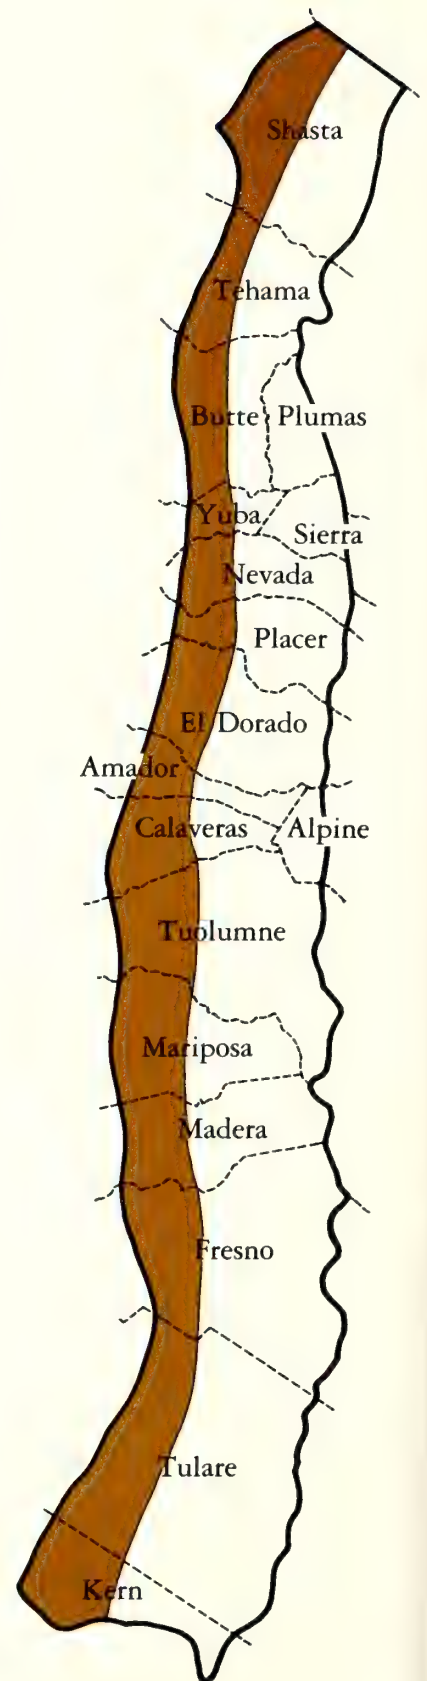 Shasta
Tehama
Butte Plumas
Yuba
Sierra
Nevada
Placer
El Dorado
Amador
Calaveras Alpine
Tuolumne
Mariposa
Madera
Fresno
Tulare
Kern